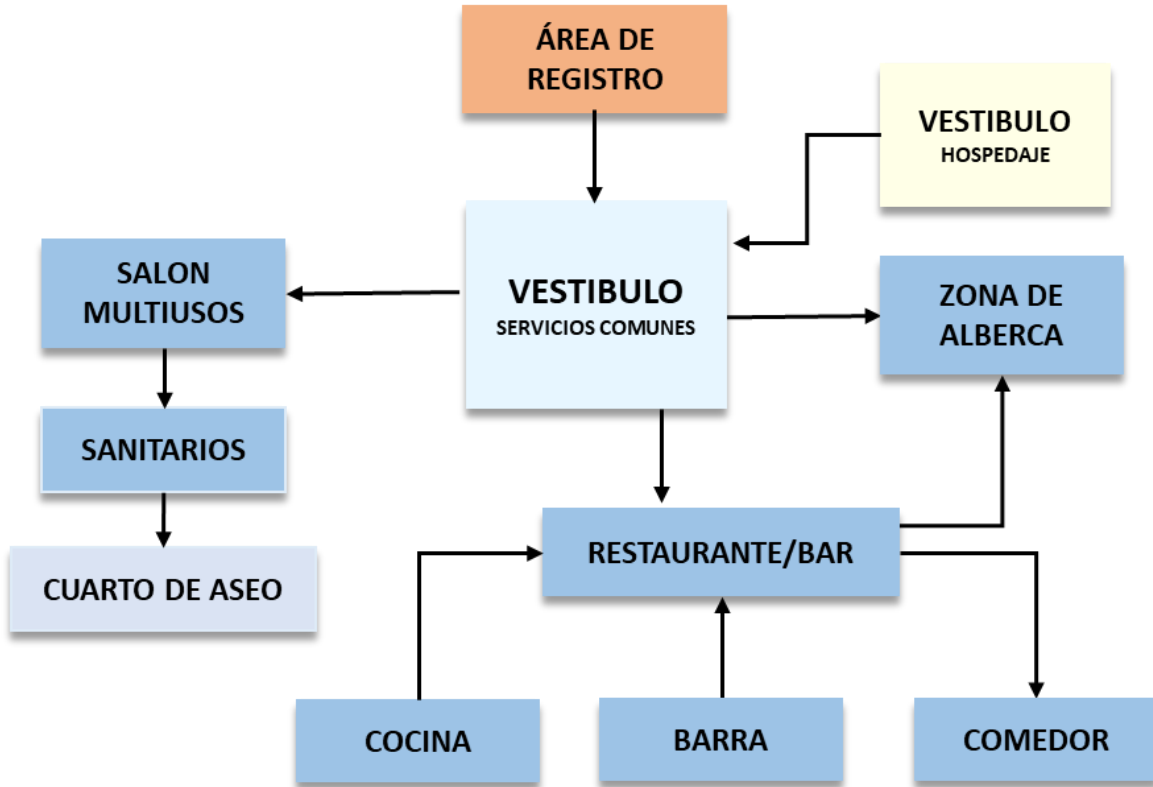 ÁREA DE
REGISTRO
VESTIBULO
HOSPEDAJE
SALON
MULTIUSOS
VESTIBULO
SERVICIOS COMUNES
ZONA DE
ALBERCA
SANITARIOS
RESTAURANTE/BAR
CUARTO DE ASEO
COCINA
BARRA
COMEDOR